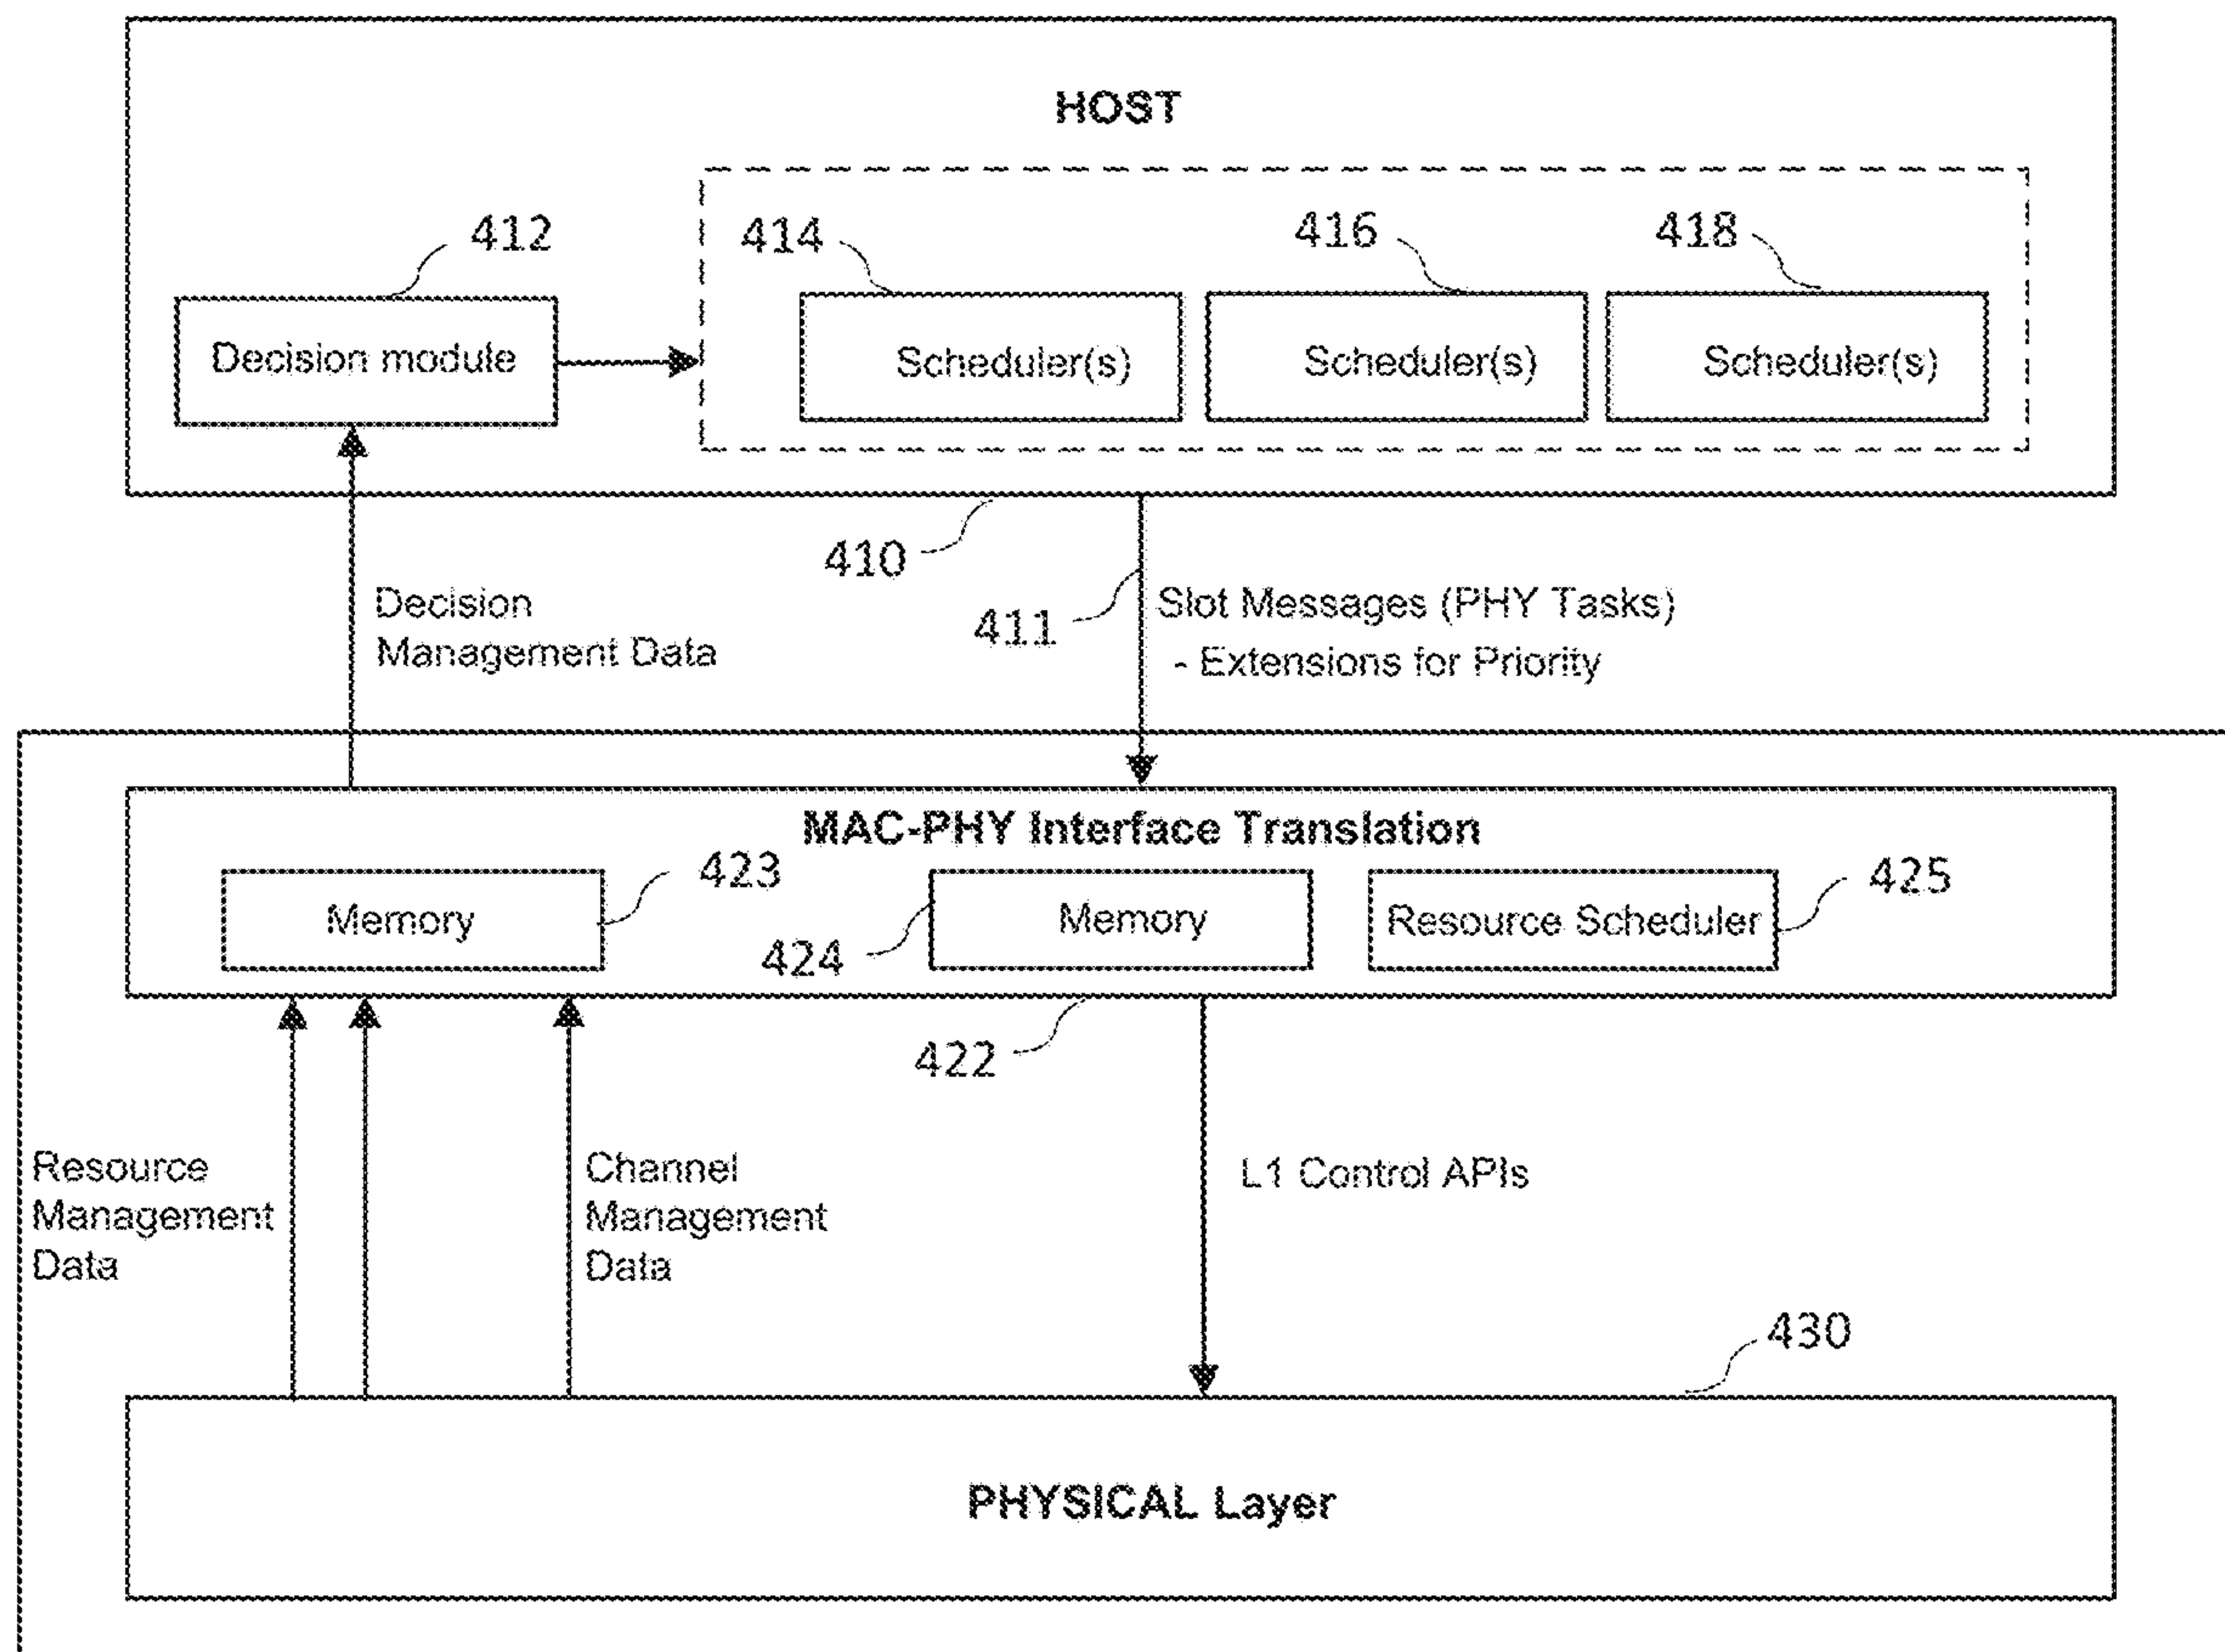 HOST
412
414
416
418
Decision module
Scheduler(s)
Scheduler(s)
Scheduler(s)
410
411
Decision
Management Data
Slot Messages (PHY Tasks)
- Extensions for Priority
MAC-PHY Interface Translation
423
425
Memory
Memory
Resource Scheduler
424
422
Resource
Management
Data
Channel
Management
Data
L1 Control APIs
430
PHYSICAL Layer